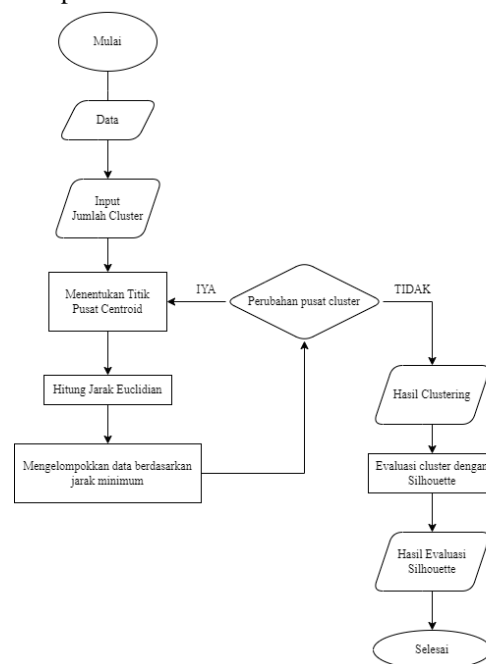 Mulai
Data
Input
Jumlah Cluster
Menentukan Titik
Pusat Centroid
IYA
Perubahan pusat cluster
TIDAK
Hitung Jarak Euclidian
Mengelompokkan data berdasarkan
jarak minimum
Hasil Clustering
Evaluasi cluster dengan
Silhouette
Hasil Evaluasi
Silhouette
Selesai